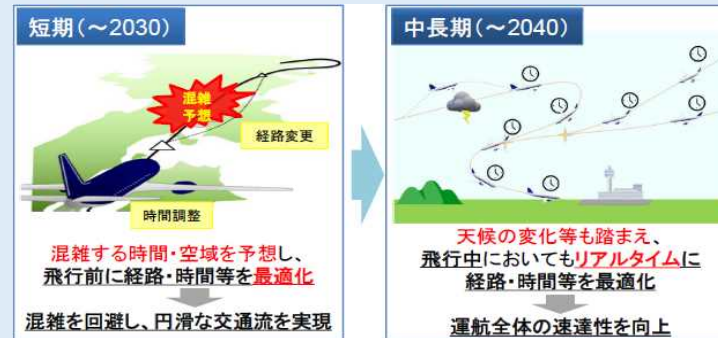 短期(～2030)
混雑
予想
経路変更
時間調整
混雑する時間・空域を予想し、
飛行前に経路・時間等を最適化
混雑を回避し、円滑な交通流を実現
中長期(～2040)
天候の変化等も踏まえ、
飛行中においてもリアルタイムに
経路・時間等を最適化
運航全体の速達性を向上